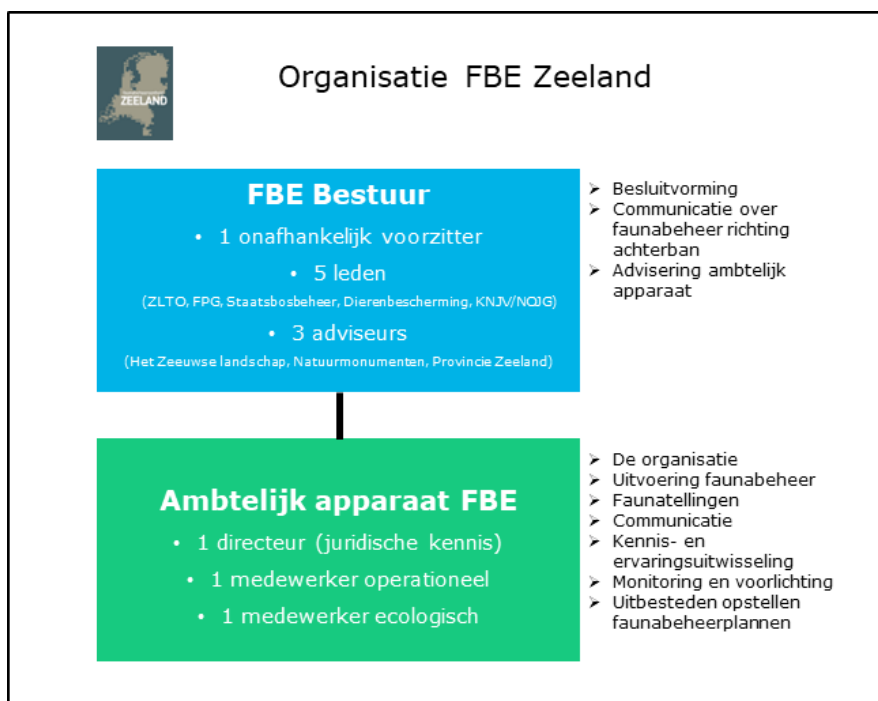 ZEELAND
Organisatie FBE Zeeland
FBE Bestuur
• 1 onafhankelijk voorzitter
• 5 leden
(ZLTO, FPG, Staatsbosbeheer, Dierenbescherming, KNJV/NOJG)
• 3 adviseurs
(Het Zeeuwse landschap, Natuurmonumenten, Provincie Zeeland)
➢ Besluitvorming
➢ Communicatie over
faunabeheer richting
achterban
➢ Advisering ambtelijk
apparaat
Ambtelijk apparaat FBE
• 1 directeur (juridische kennis)
• 1 medewerker operationeel
• 1 medewerker ecologisch
➢ De organisatie
➢ Uitvoering faunabeheer
➢ Faunatellingen
➢ Communicatie
➢ Kennis- en
ervaringsuitwisseling
➢ Monitoring en voorlichting
➢ Uitbesteden opstellen
faunabeheerplannen